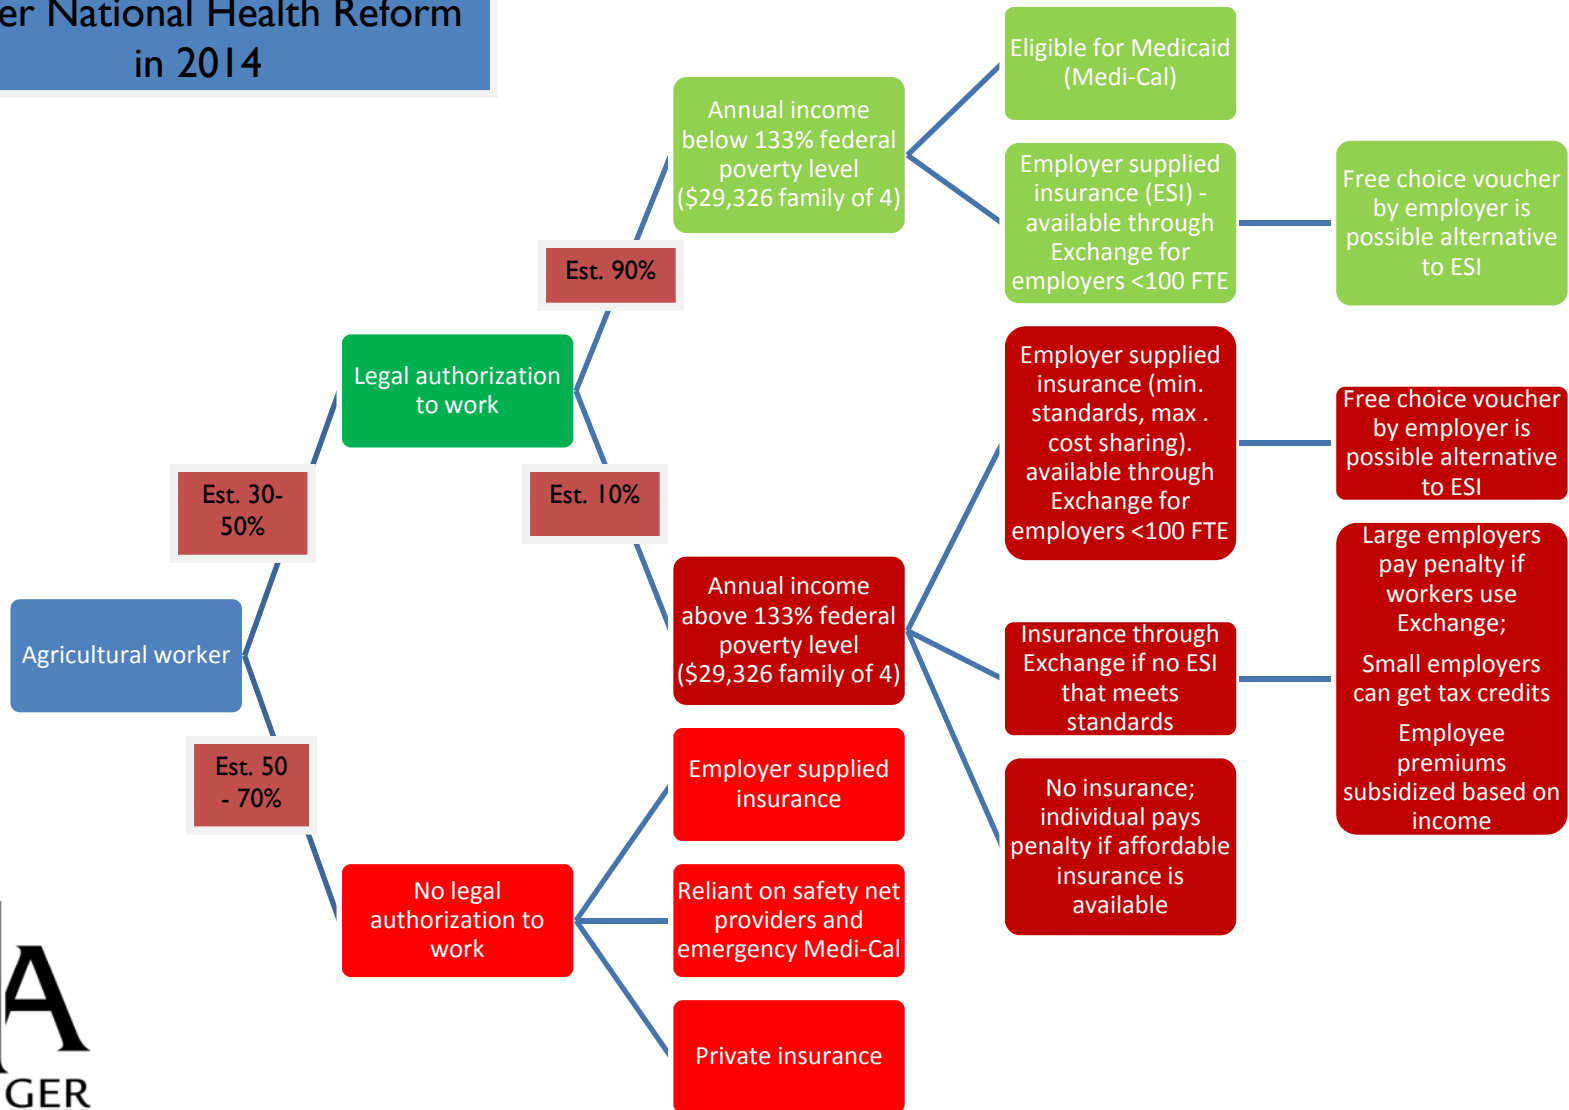 er National Health Reform
in 2014
Eligible for Medicaid
(Medi-Cal)
Annual income
below 133% federal
poverty level
($29,326 family of 4)
Employer supplied
insurance (ESI) -
available through
Exchange for
employers <100 FTE
Free choice voucher
by employer is
possible alternative
to ESI
Est. 90%
Legal authorization
to work
Employer supplied
insurance (min.
standards, max .
cost sharing).
available through
Exchange for
employers <100 FTE
Free choice voucher
by employer is
possible alternative
to ESI
Est. 30-
50%
Est. 10%
Large employers
pay penalty if
workers use
Exchange;
Small employers
can get tax credits
Employee
premiums
subsidized based on
income
Annual income
above 133% federal
poverty level
($29,326 family of 4)
Insurance through
Exchange if no ESI
that meets
standards
Agricultural worker
Est. 50
- 70%
Employer supplied
insurance
No insurance;
individual pays
penalty if affordable
insurance is
available
No legal
authorization to
work
Reliant on safety net
providers and
emergency Medi-Cal
Private insurance
A
GER